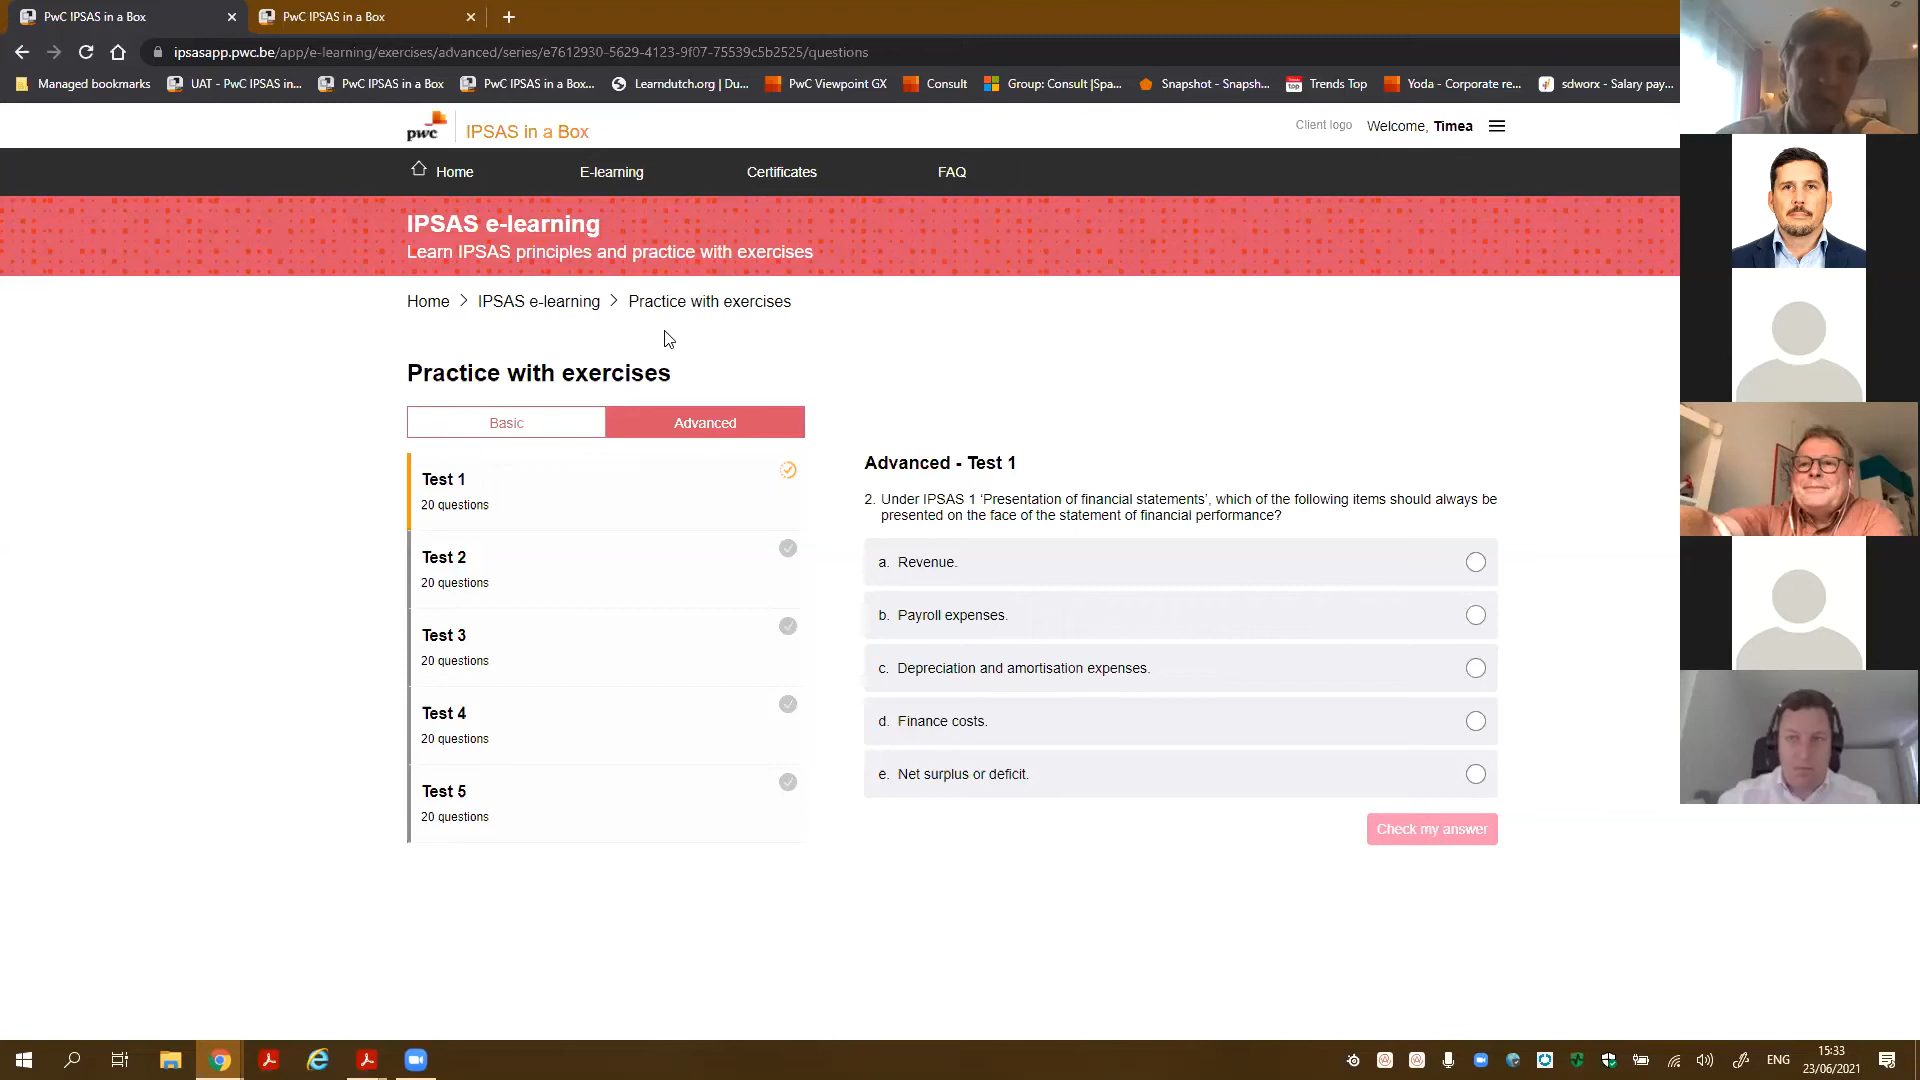 PwC IPSAS in a Box
PwC IPSAS in a Box
ipsasapp.pwc.be/app/e-learning/exercises/advanced/series/e7612930-5629-4123-9f07-75539c5b2525/questions
Managed bookmarks
UAT - PwC IPSAS in...
PwC IPSAS in a Box
PwC IPSAS in a Box...
Learndutch.org | Du...
PwC Viewpoint GX
Consult
Group: Consult |Spa...
Snapshot - Snapsh...
Trends Top
Yoda - Corporate re...
sdworx - Salary pay...
pwc
IPSAS in a Box
Client logo
Welcome, Timea
Home
E-learning
Certificates
FAQ
IPSAS e-learning
Learn IPSAS principles and practice with exercises
Home > IPSAS e-learning > Practice with exercises
Practice with exercises
Basic
Advanced
Test 1
20 questions
Test 2
20 questions
Test 3
20 questions
Test 4
20 questions
Test 5
20 questions
Advanced - Test 1
2. Under IPSAS 1 ‘Presentation of financial statements’, which of the following items should always be
presented on the face of the statement of financial performance?
a. Revenue.
b. Payroll expenses.
c. Depreciation and amortisation expenses.
d. Finance costs.
e. Net surplus or deficit.
Check my answer
ENG
15:33
23/06/2021